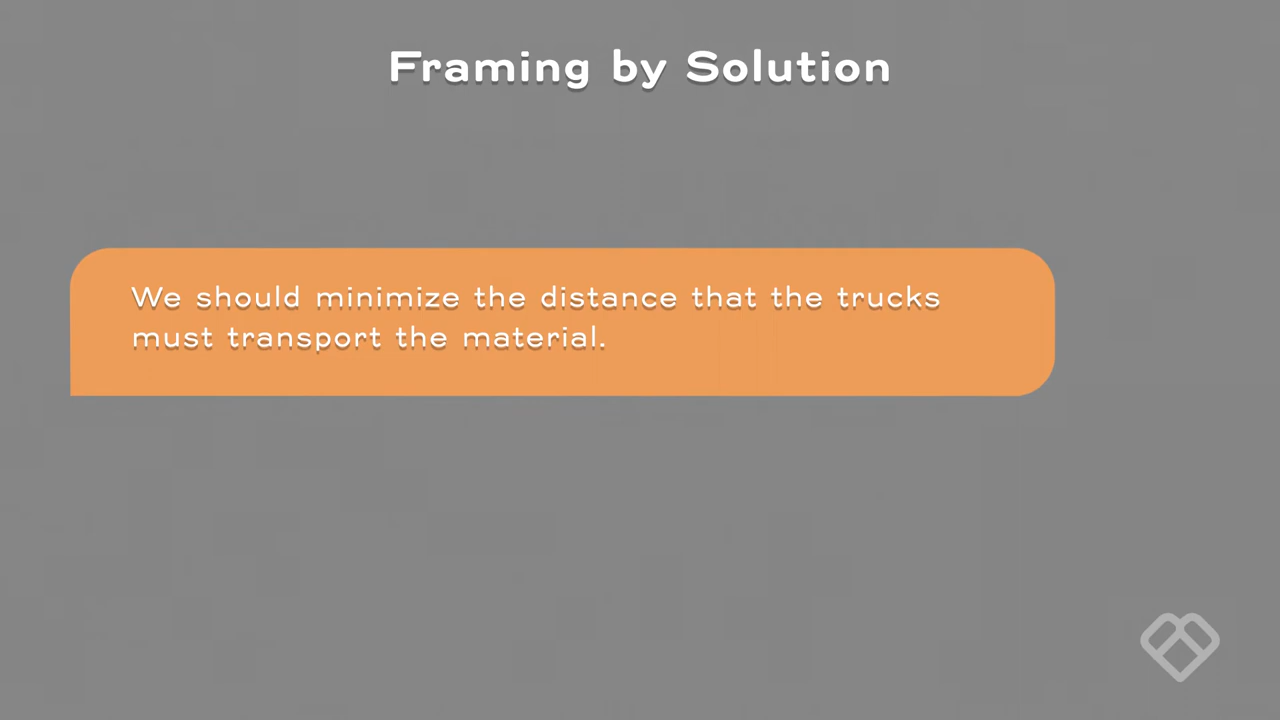 Framing by Solution
We should minimize the distance that the trucks
must transport the material.